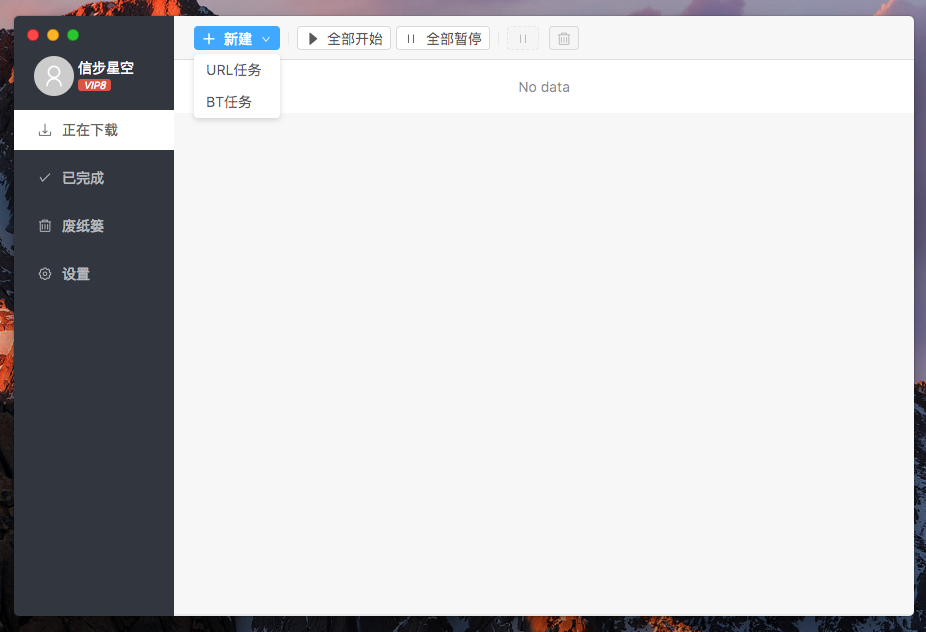 信步星空
VIP8
正在下载
已完成
废纸篓
设置
新建
全部开始
全部暂停
URL任务
BT任务
No data